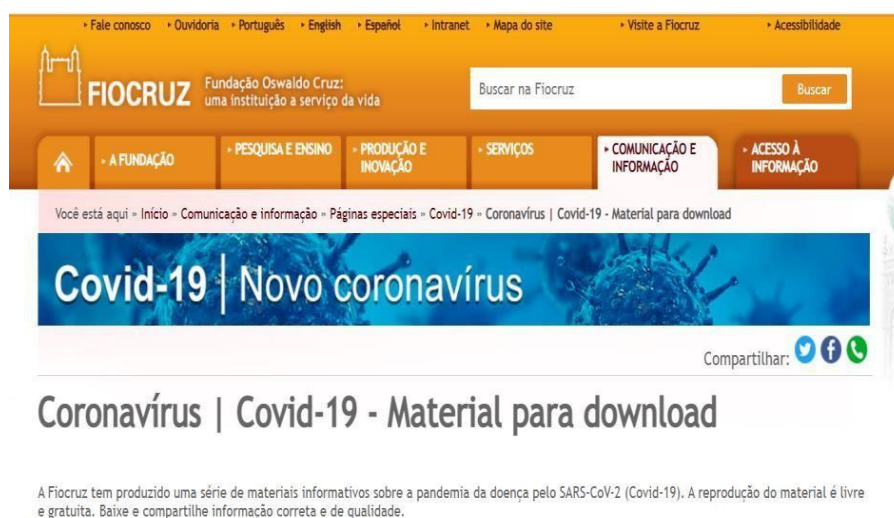 ▸ Fale conosco ▸ Ouvidoria ▸ Português ▸ English ▸ Español ▸ Intranet ▸ Mapa do site ▸ Visite a Fiocruz ▸ Acessibilidade
FIOCRUZ
Fundação Oswaldo Cruz:
uma instituição a serviço da vida
Buscar na Fiocruz
Buscar
▸ A FUNDAÇÃO
▸ PESQUISA E ENSINO
▸ PRODUÇÃO E
INOVAÇÃO
▸ SERVIÇOS
▸ COMUNICAÇÃO E
INFORMAÇÃO
▸ ACESSO À
INFORMAÇÃO
Você está aqui » Início » Comunicação e informação » Páginas especiais » Covid-19 » Coronavírus | Covid-19 - Material para download
Covid-19 | Novo coronavírus
Compartilhar:
Coronavírus | Covid-19 - Material para download
A Fiocruz tem produzido uma série de materiais informativos sobre a pandemia da doença pelo SARS-CoV-2 (Covid-19). A reprodução do material é livre
e gratuita. Baixe e compartilhe informação correta e de qualidade.